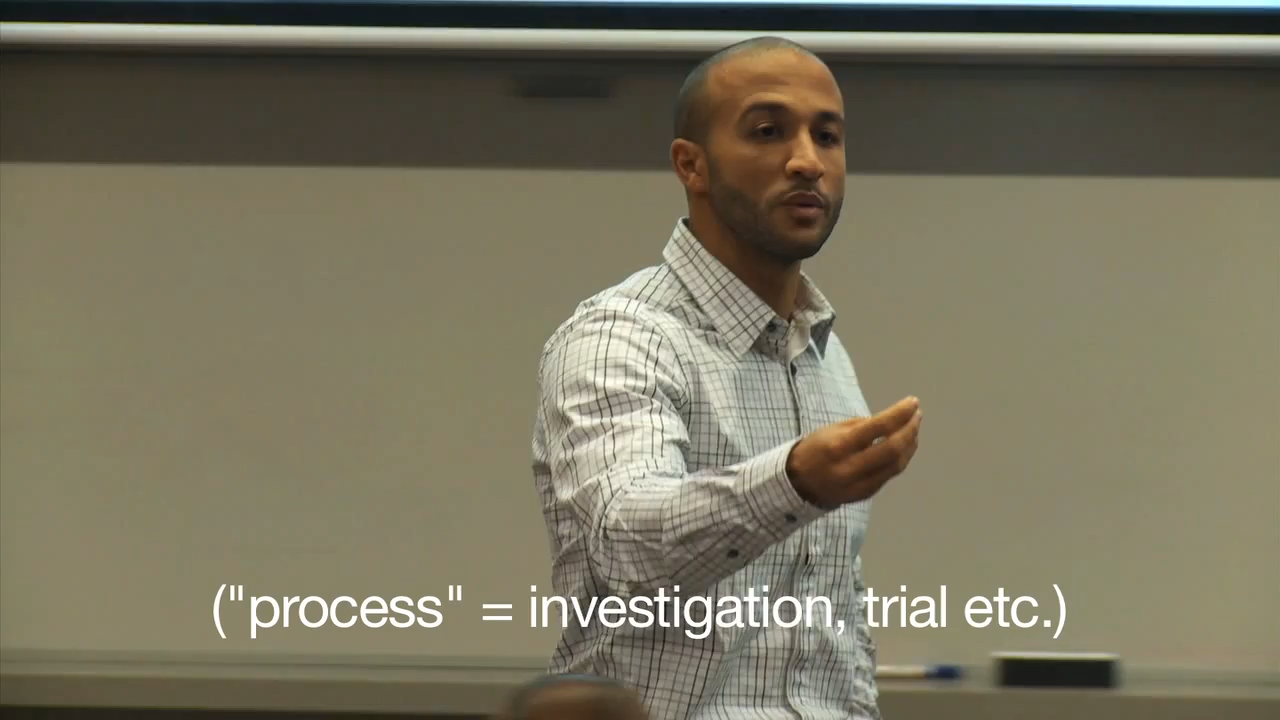 ("process" = investigation, trial etc.)